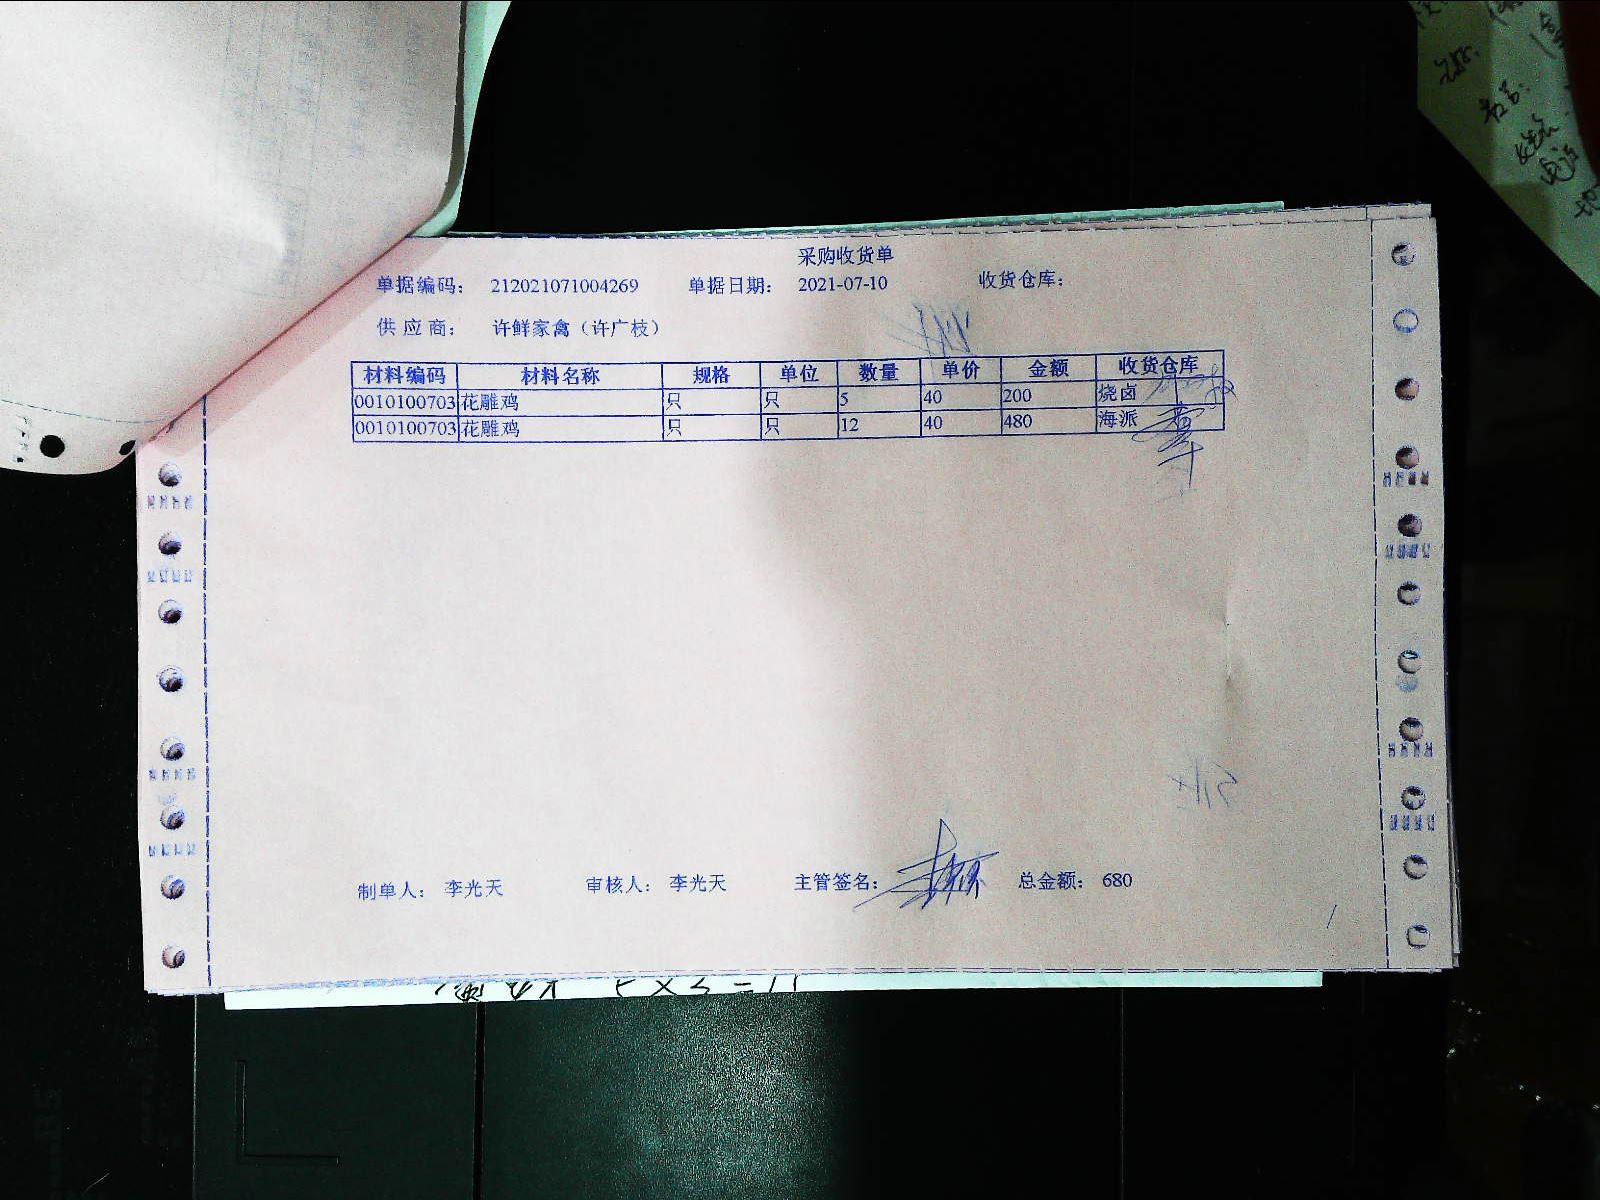 采购收货单
单据编码： 212021071004269 单据日期： 2021-07-10 收货仓库：
供应商： 许鲜家禽（许广枝）
材料编码 材料名称 规格 单位 数量 单价 金额 收货仓库
0010100703 花雕鸡 只 只 5 40 200 烧卤
0010100703 花雕鸡 只 只 12 40 480 海派
制单人： 李光天 审核人： 李光天 主管签名： 总金额： 680